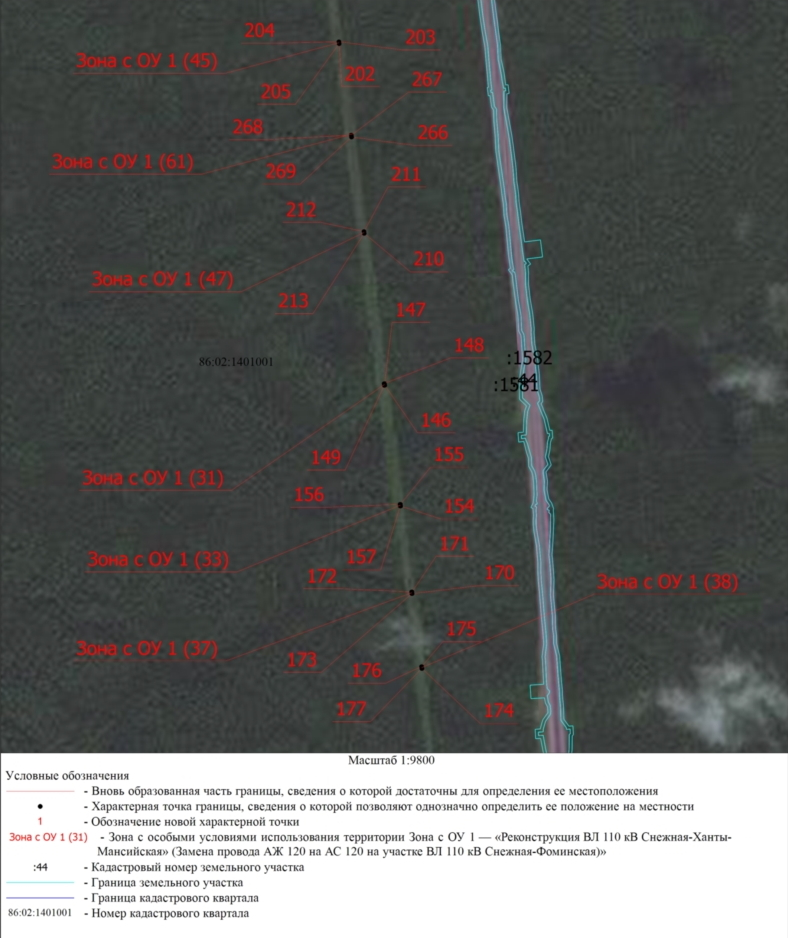 204
203
Зона с ОУ 1 (45)
202
205
267
268
266
Зона с ОУ 1 (61)
269
211
212
210
Зона с ОУ 1 (47)
213
147
148
:1582
86:02:1401001
:44
:1581
146
149
155
Зона с ОУ 1 (31)
156
154
157
171
Зона с ОУ 1 (33)
172
170
Зона с ОУ 1 (38)
175
Зона с ОУ 1 (37)
173
176
177
174
Масштаб 1:9800
Условные обозначения
- Вновь образованная часть границы, сведения о которой достаточны для определения ее местоположения
- Характерная точка границы, сведения о которой позволяют однозначно определить ее положение на местности
1 - Обозначение новой характерной точки
Зона с ОУ 1 (31) - Зона с особыми условиями использования территории Зона с ОУ 1 — «Реконструкция ВЛ 110 кВ Снежная-Ханты-
Мансийская» (Замена провода АЖ 120 на АС 120 на участке ВЛ 110 кВ Снежная-Фоминская)»
:44 - Кадастровый номер земельного участка
- Граница земельного участка
- Граница кадастрового квартала
86:02:1401001 - Номер кадастрового квартала